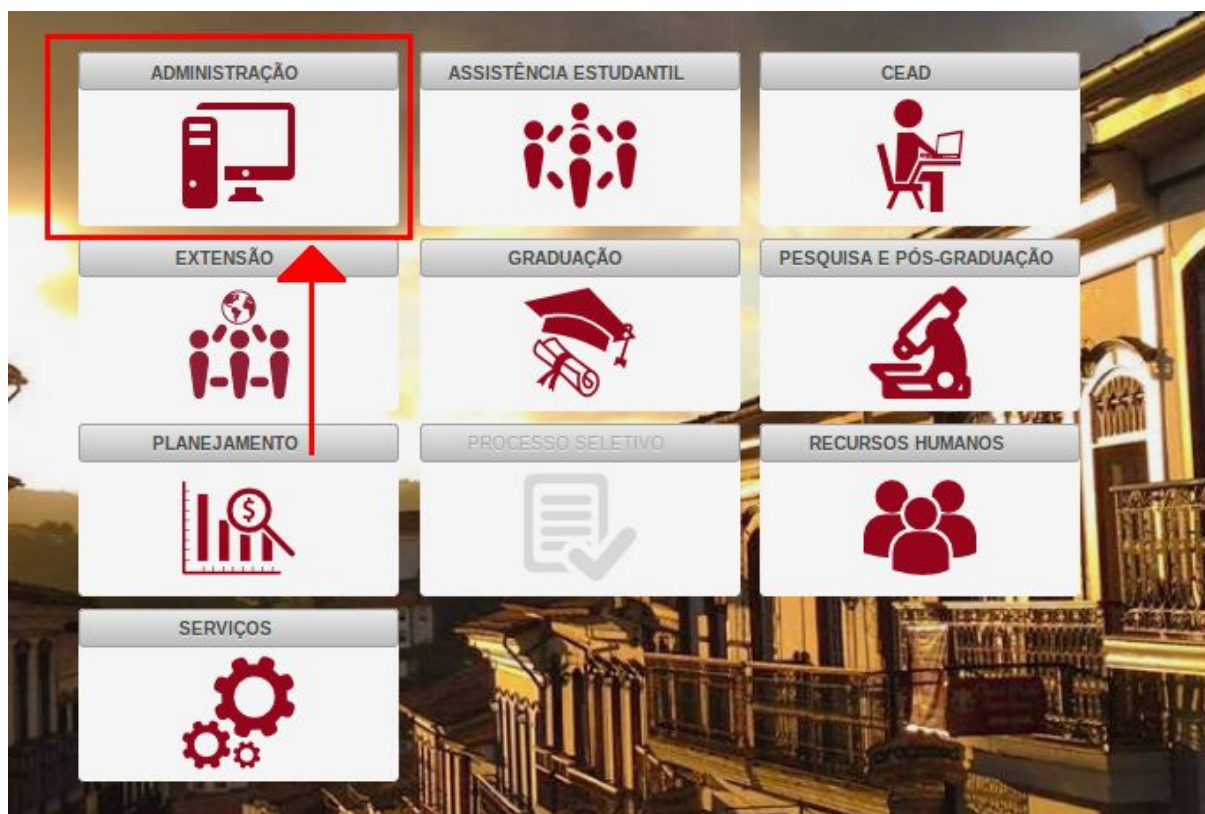 ADMINISTRAÇÃO
ASSISTÊNCIA ESTUDANTIL
CEAD
EXTENSÃO
GRADUAÇÃO
PESQUISA E PÓS-GRADUAÇÃO
PLANEJAMENTO
PROCESSO SELETIVO
RECURSOS HUMANOS
$
SERVIÇOS